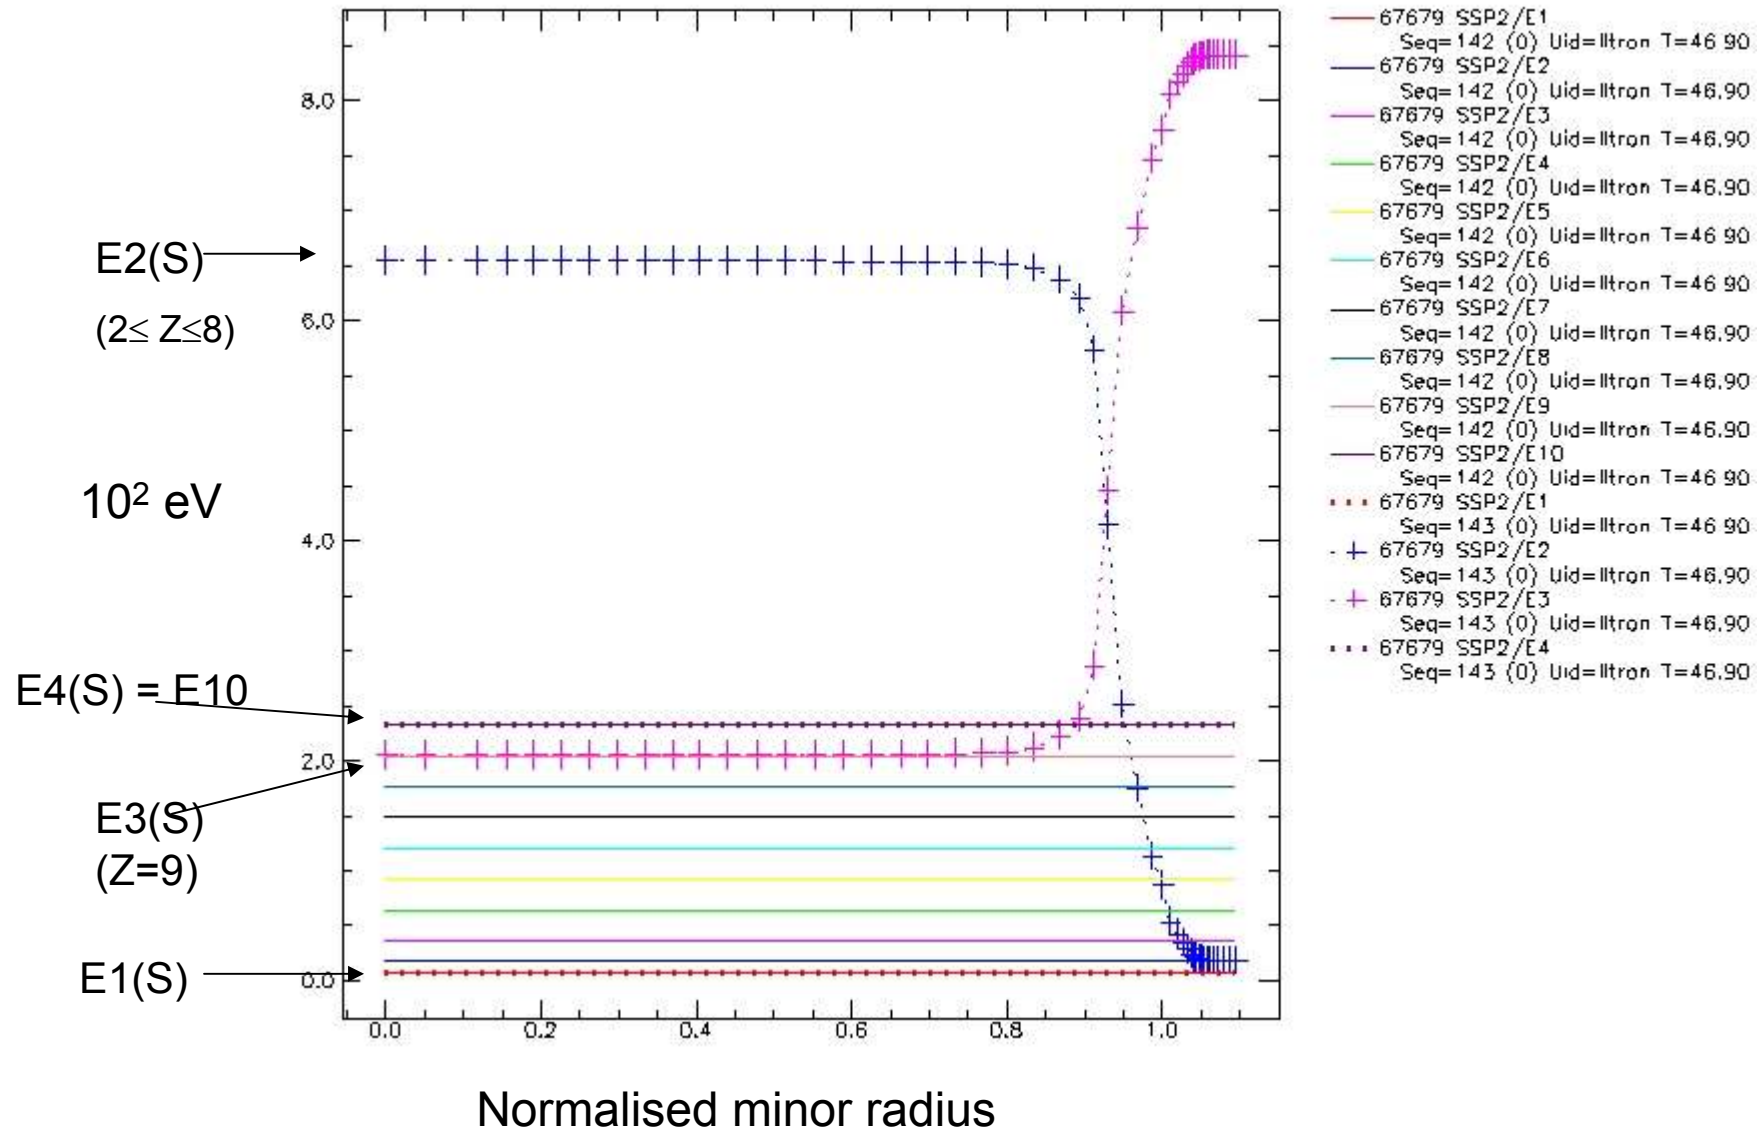 8.0
6.0
4.0
2.0
0.0
E2(S)
(2≤ Z≤8)
10² eV
E4(S) = E10
E3(S)
(Z=9)
E1(S)
0.0 0.2 0.4 0.6 0.8 1.0
Normalised minor radius
67679 SSP2/E1
Seq=142 (0) Uid=lltron T=46.90
67679 SSP2/E2
Seq=142 (0) Uid=lltron T=46.90
67679 SSP2/E3
Seq=142 (0) Uid=lltron T=46.90
67679 SSP2/E4
Seq=142 (0) Uid=lltron T=46.90
67679 SSP2/E5
Seq=142 (0) Uid=lltron T=46.90
67679 SSP2/E6
Seq=142 (0) Uid=lltron T=46.90
67679 SSP2/E7
Seq=142 (0) Uid=lltron T=46.90
67679 SSP2/E8
Seq=142 (0) Uid=lltron T=46.90
67679 SSP2/E9
Seq=142 (0) Uid=lltron T=46.90
67679 SSP2/E10
Seq=142 (0) Uid=lltron T=46.90
67679 SSP2/E1
Seq=143 (0) Uid=lltron T=46.90
67679 SSP2/E2
Seq=143 (0) Uid=lltron T=46.90
67679 SSP2/E3
Seq=143 (0) Uid=lltron T=46.90
67679 SSP2/E4
Seq=143 (0) Uid=lltron T=46.90